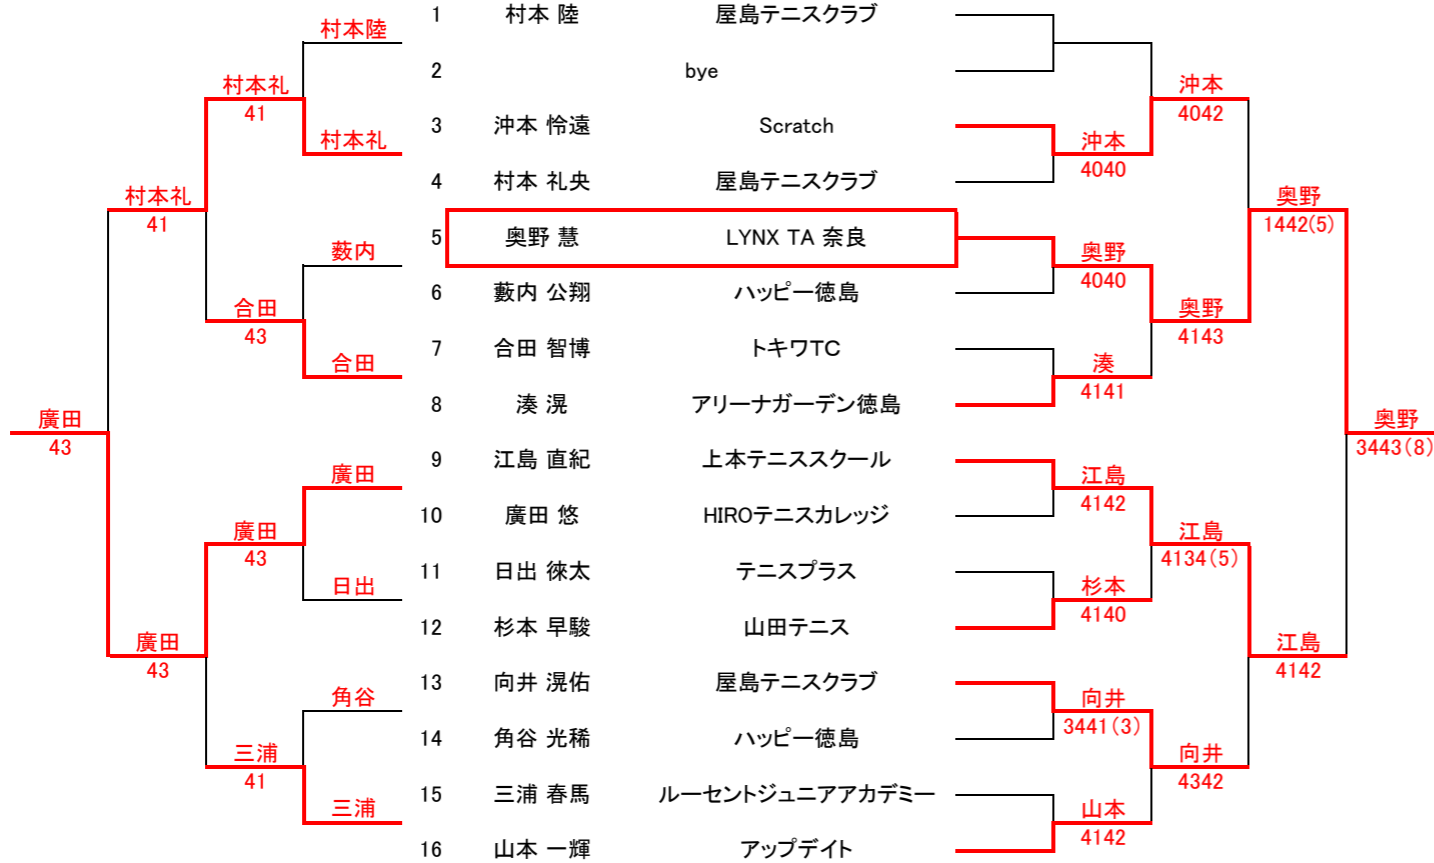 1 村本 陸 屋島テニスクラブ
村本陸
2 bye
村本礼 沖本
41 4042
3 沖本 怜遠 Scratch
村本礼 沖本
4040
4 村本 礼央 屋島テニスクラブ
村本礼 奥野
41 1442(5)
5 奥野 慧 LYNX TA 奈良
薮内 奥野
4040
6 藪内 公翔 ハッピー徳島
合田 奥野
43 4143
7 合田 智博 トキワTC
合田 湊
4141
8 湊 滉 アリーナガーデン徳島
廣田 奥野
43 3443(8)
9 江島 直紀 上本テニススクール
廣田 江島
4142
10 廣田 悠 HIROテニスカレッジ
廣田 江島
43 4134(5)
11 日出 徠太 テニスプラス
日出 杉本
4140
12 杉本 早駿 山田テニス
廣田 江島
43 4142
13 向井 滉佑 屋島テニスクラブ
角谷 向井
3441(3)
14 角谷 光稀 ハッピー徳島
三浦 向井
41 4342
15 三浦 春馬 ルーセントジュニアアカデミー
三浦 山本
4142
16 山本 一輝 アップデイト